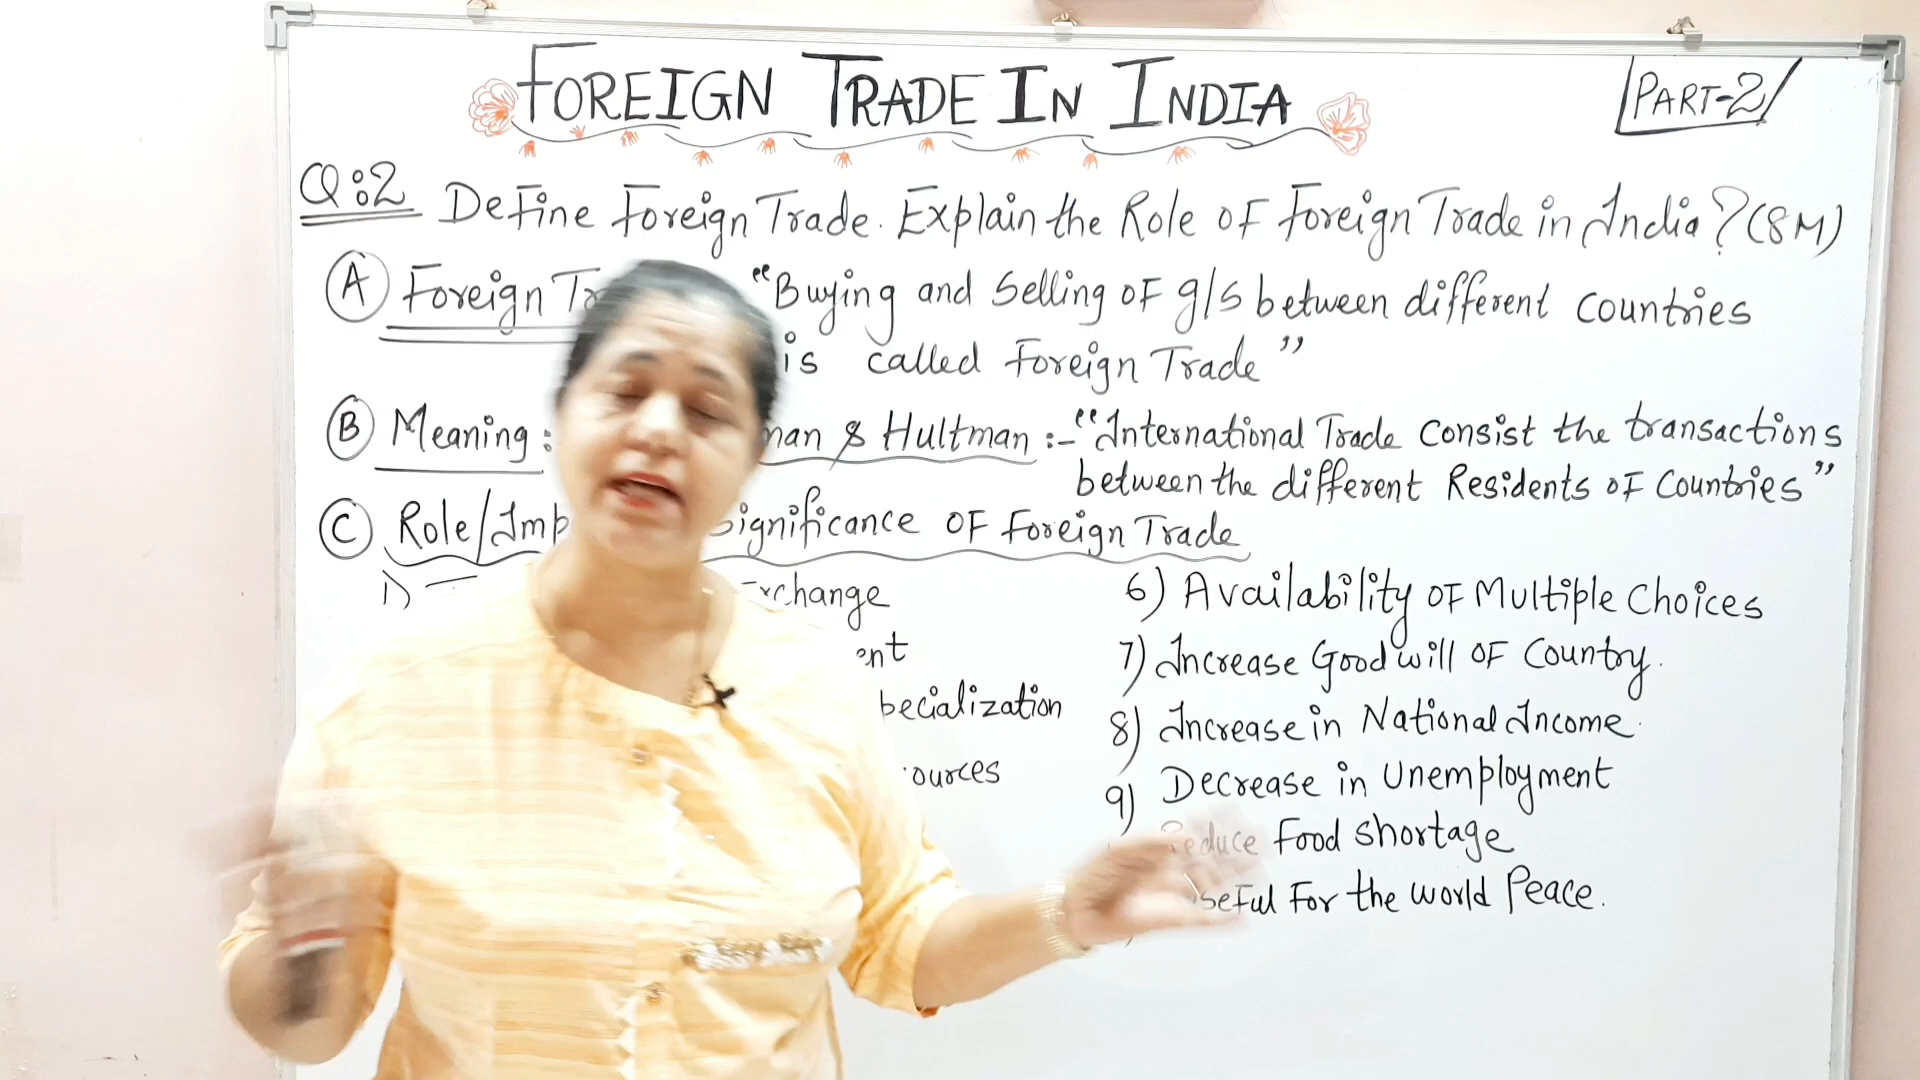 FOREIGN TRADE IN INDIA
PART-2
Q:2 Define Foreign Trade. Explain the Role of Foreign Trade in India? (8M)
A Foreign "Buying and Selling of g/s between different countries
is called Foreign Trade"
B Meaning: & Hultman :- "International Trade consist the transactions
between the different Residents of Countries"
C Role/ Significance of Foreign Trade
1)
6) Availability of Multiple Choices
7) Increase Goodwill of Country.
8) Increase in National Income.
9) Decrease in Unemployment
Reduce Food Shortage
Useful For the world Peace.